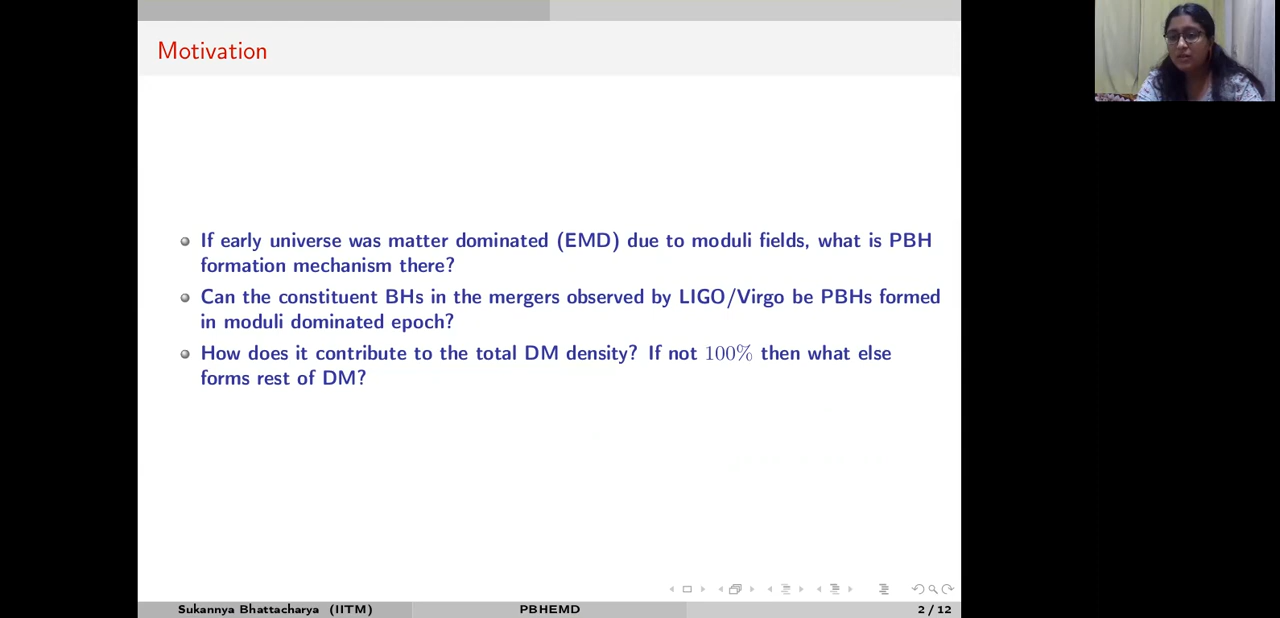 Motivation
If early universe was matter dominated (EMD) due to moduli fields, what is PBH
formation mechanism there?
Can the constituent BHs in the mergers observed by LIGO/Virgo be PBHs formed
in moduli dominated epoch?
How does it contribute to the total DM density? If not 100% then what else
forms rest of DM?
Sukannya Bhattacharya (IITM) PBHEMD 2 / 12